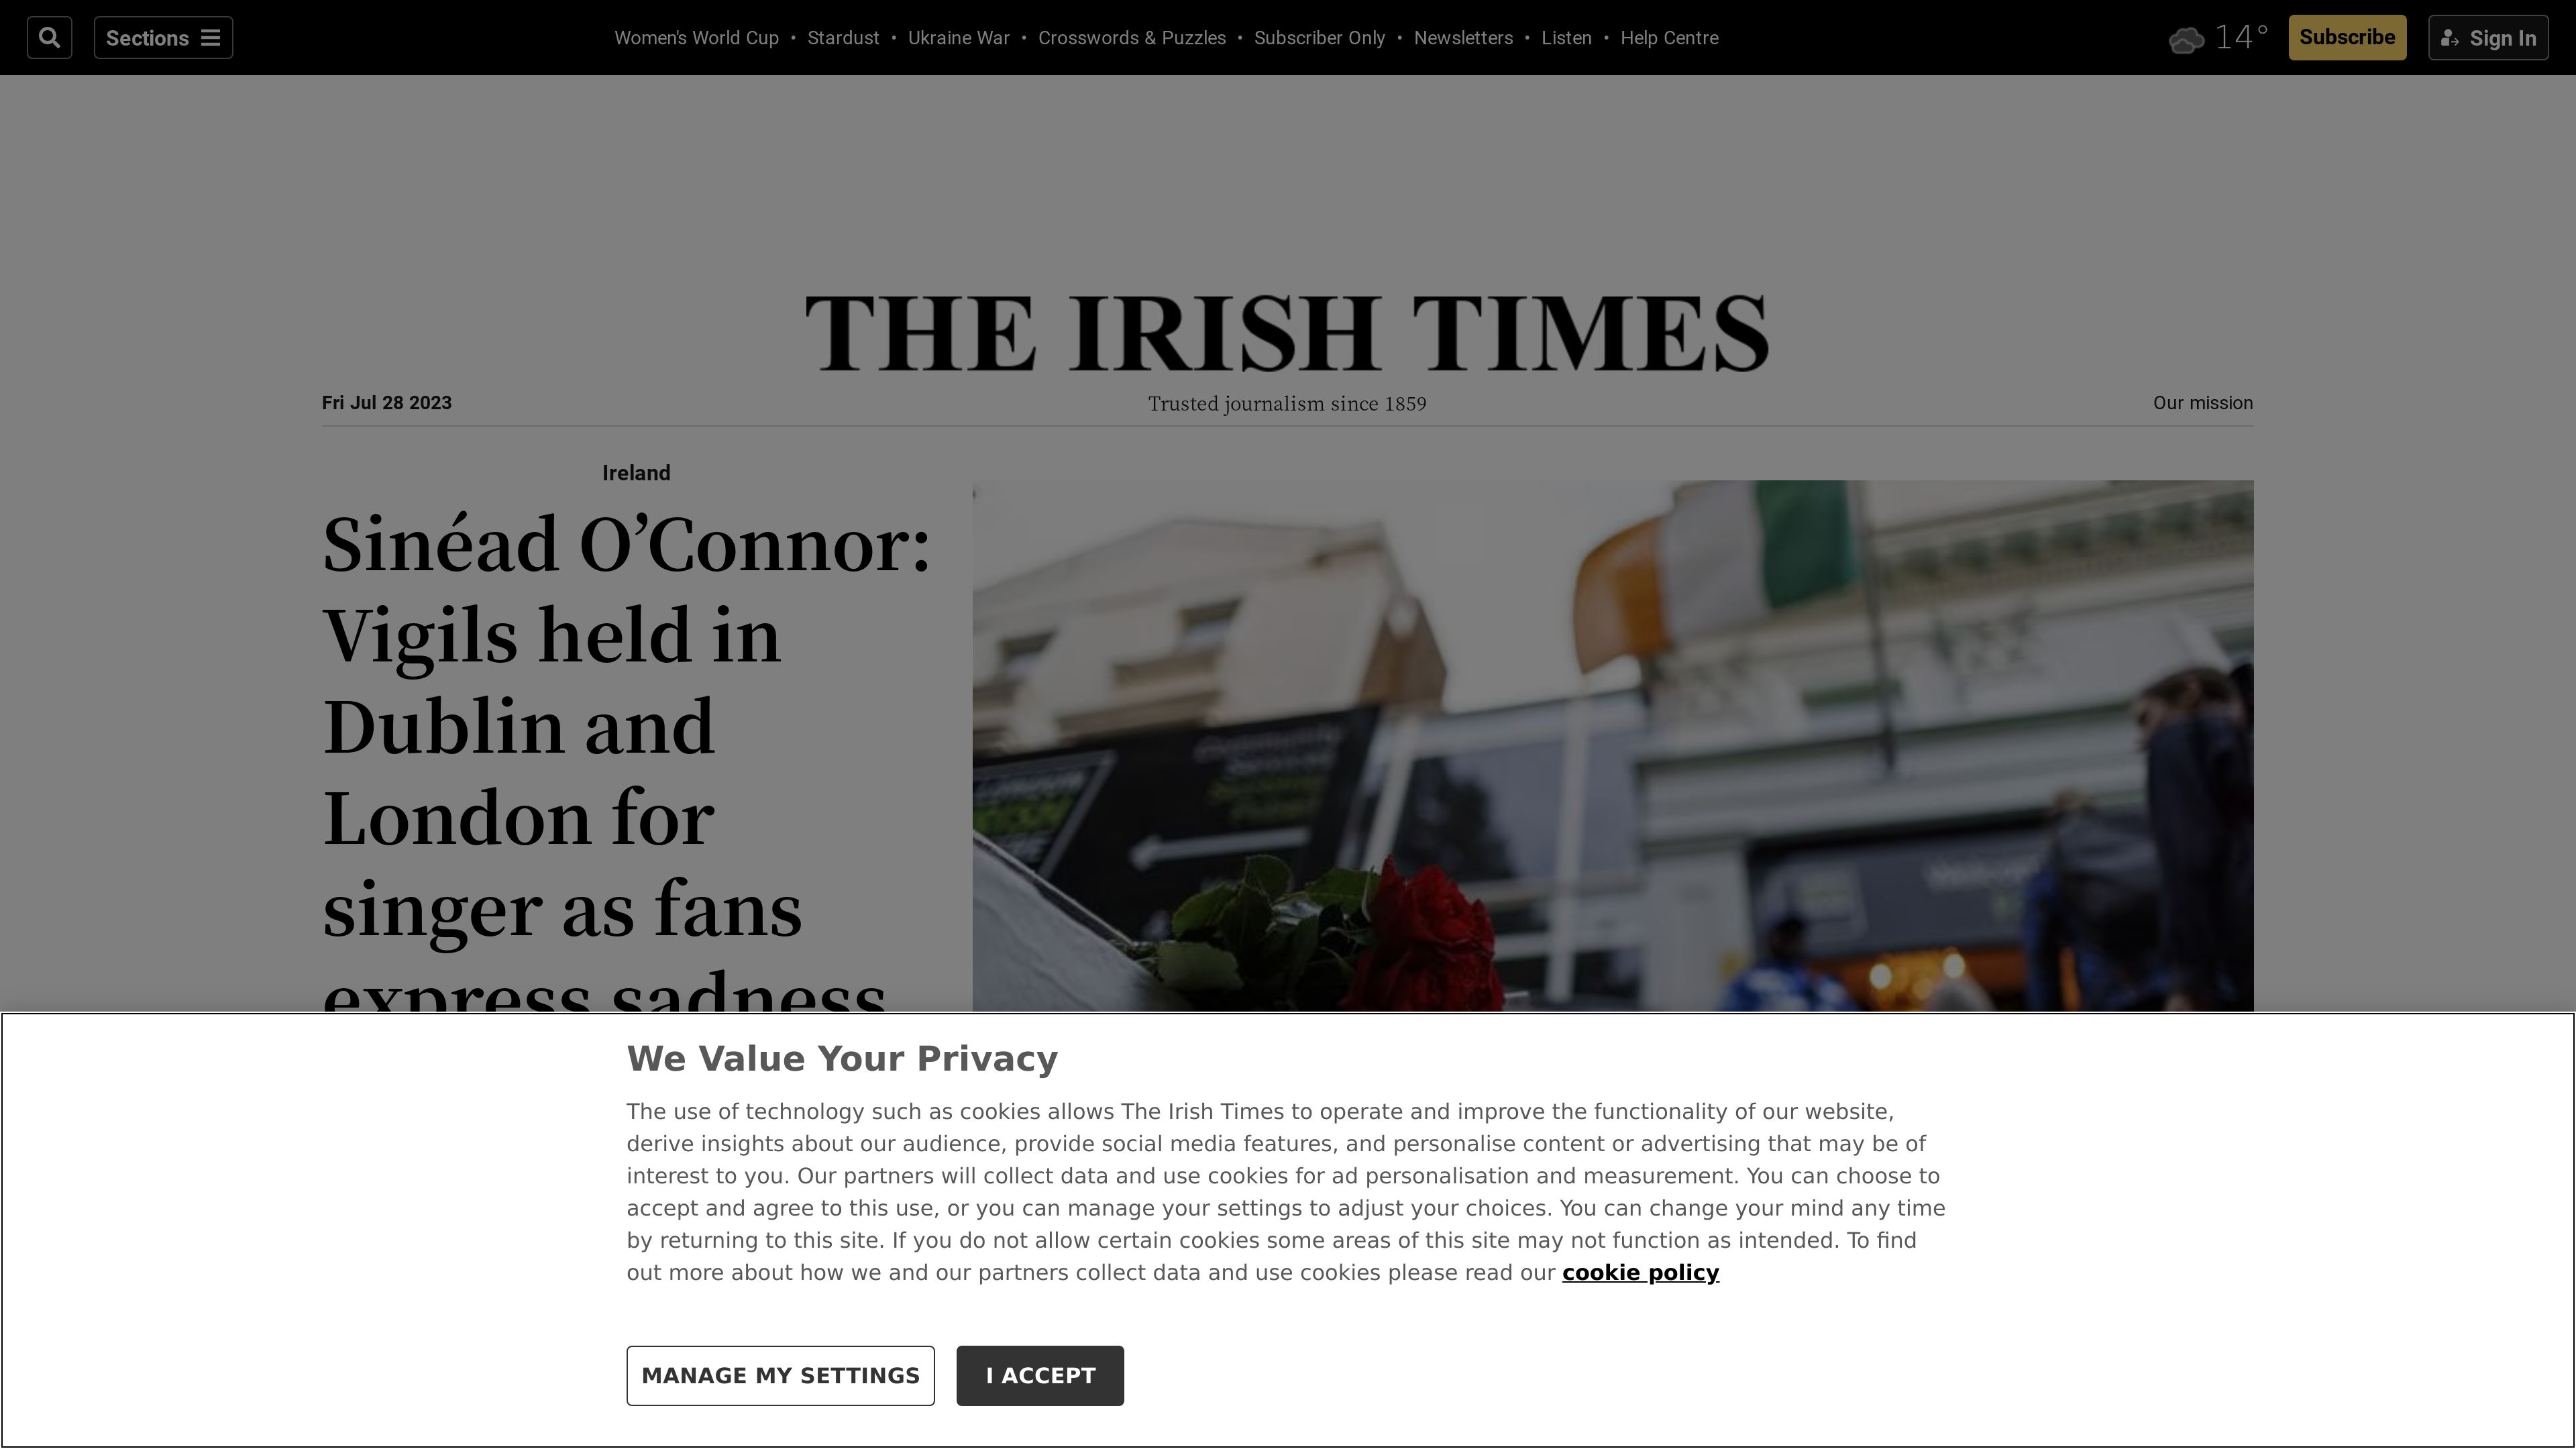 Sections
Women's World Cup • Stardust • Ukraine War • Crosswords & Puzzles • Subscriber Only • Newsletters • Listen • Help Centre
14°
Subscribe
Sign In
THE IRISH TIMES
Fri Jul 28 2023
Trusted journalism since 1859
Our mission
Ireland
Sinéad O’Connor:
Vigils held in
Dublin and
London for
singer as fans
express sadness
We Value Your Privacy
The use of technology such as cookies allows The Irish Times to operate and improve the functionality of our website,
derive insights about our audience, provide social media features, and personalise content or advertising that may be of
interest to you. Our partners will collect data and use cookies for ad personalisation and measurement. You can choose to
accept and agree to this use, or you can manage your settings to adjust your choices. You can change your mind any time
by returning to this site. If you do not allow certain cookies some areas of this site may not function as intended. To find
out more about how we and our partners collect data and use cookies please read our cookie policy
MANAGE MY SETTINGS
I ACCEPT